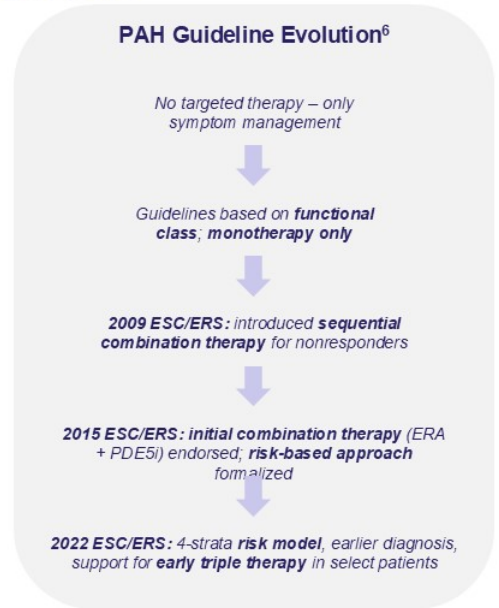 PAH Guideline Evolution⁶
No targeted therapy – only
symptom management
Guidelines based on functional
class; monotherapy only
2009 ESC/ERS: introduced sequential
combination therapy for nonresponders
2015 ESC/ERS: initial combination therapy (ERA
+ PDE5i) endorsed; risk-based approach
formalized
2022 ESC/ERS: 4-strata risk model, earlier diagnosis,
support for early triple therapy in select patients